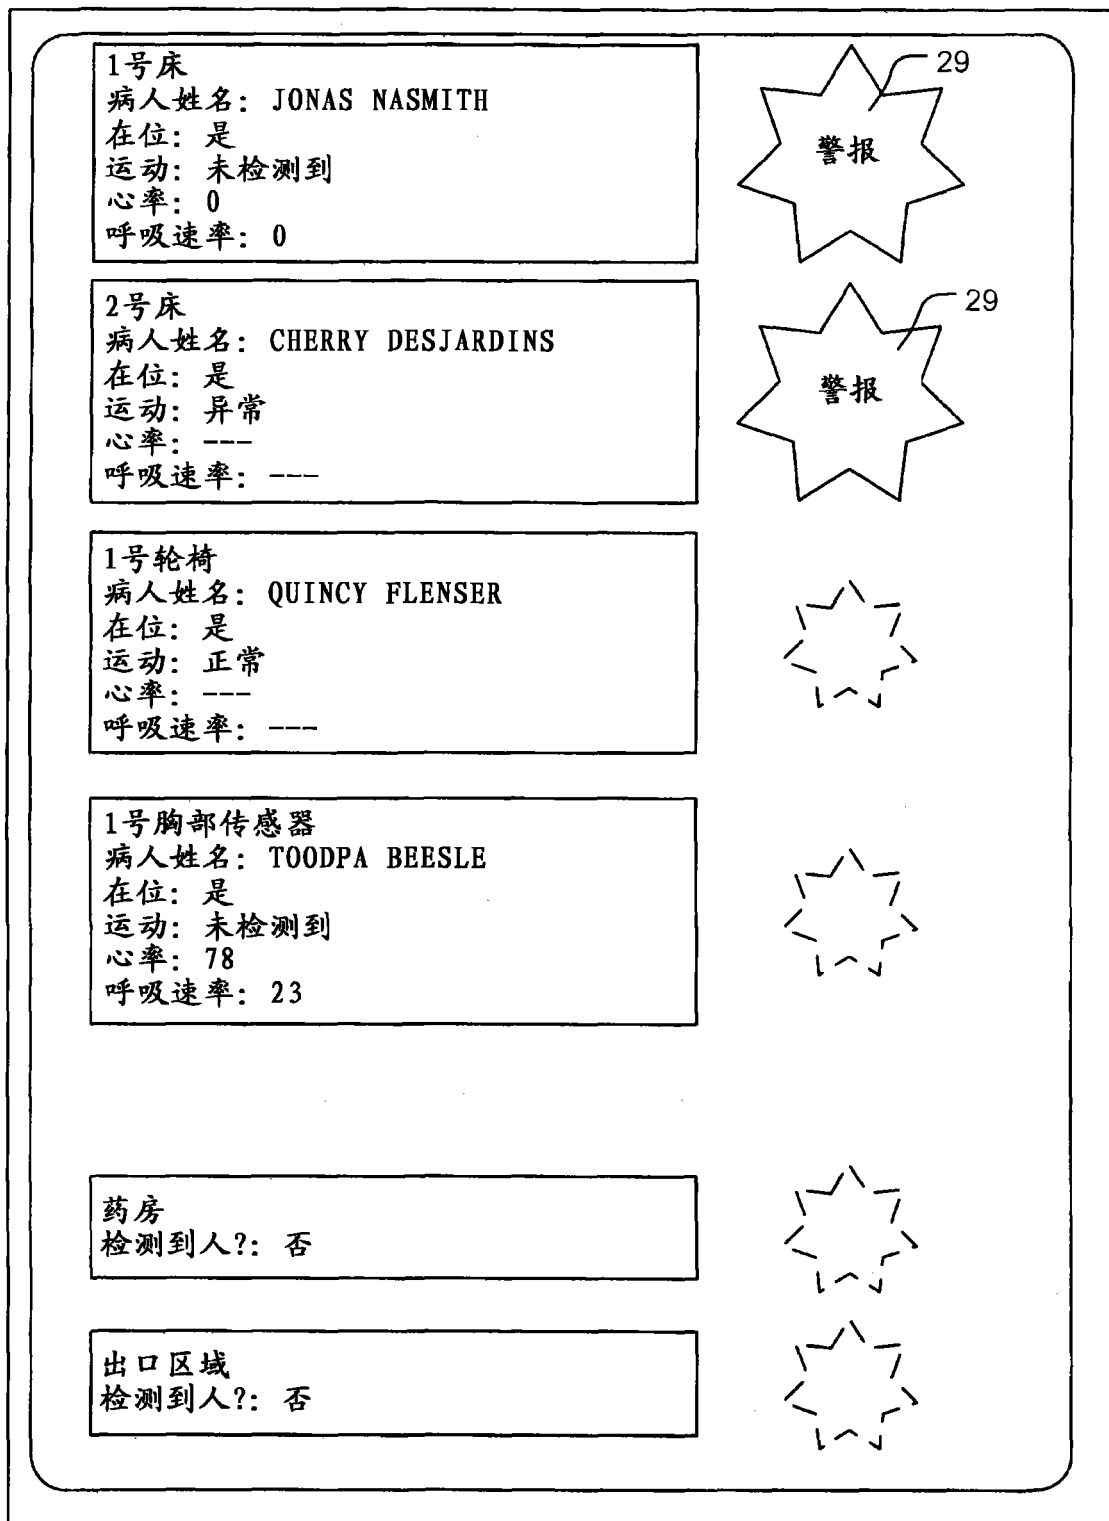 1号床
病人姓名: JONAS NASMITH
在位: 是
运动: 未检测到
心率: 0
呼吸速率: 0
29
警报
2号床
病人姓名: CHERRY DESJARDINS
在位: 是
运动: 异常
心率: ---
呼吸速率: ---
29
警报
1号轮椅
病人姓名: QUINCY FLENSER
在位: 是
运动: 正常
心率: ---
呼吸速率: ---
1号胸部传感器
病人姓名: TOODPA BEESLE
在位: 是
运动: 未检测到
心率: 78
呼吸速率: 23
药房
检测到人?: 否
出口区域
检测到人?: 否